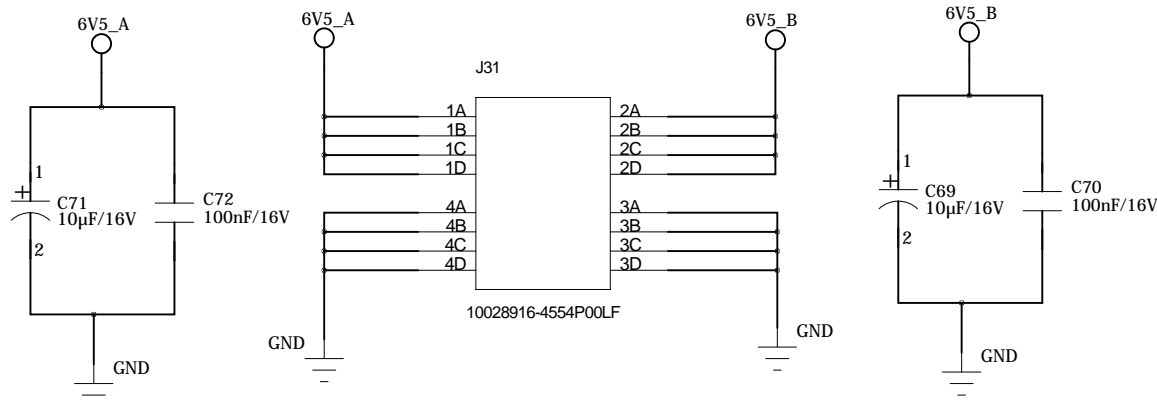 6V5_A
1
+
C71
10µF/16V
2
C72
100nF/16V
GND
6V5_A
6V5_B
J31
1A
1B
1C
1D
4A
4B
4C
4D
2A
2B
2C
2D
3A
3B
3C
3D
10028916-4554P00LF
GND
GND
6V5_B
1
+
C69
10µF/16V
2
C70
100nF/16V
GND